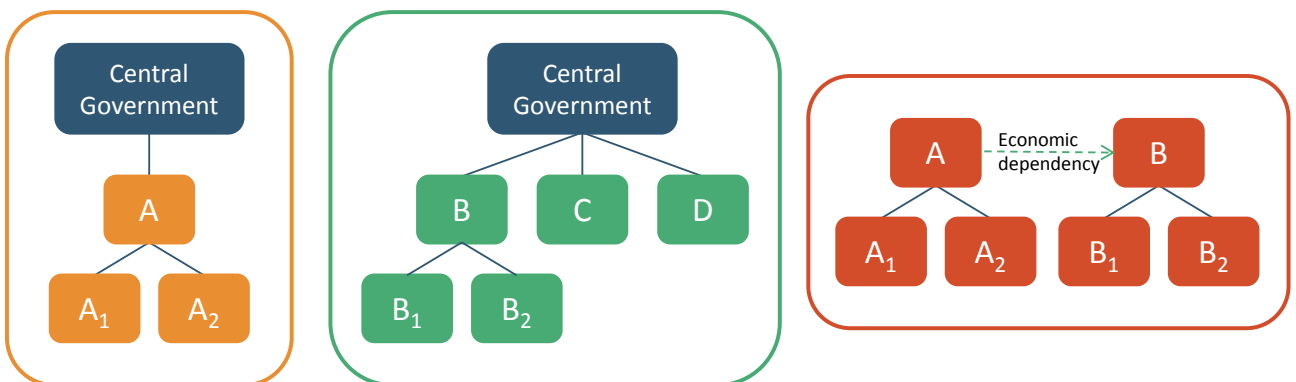 Central
Government
A
A₁ A₂
Central
Government
B C D
B₁ B₂
A Economic dependency B
A₁ A₂ B₁ B₂